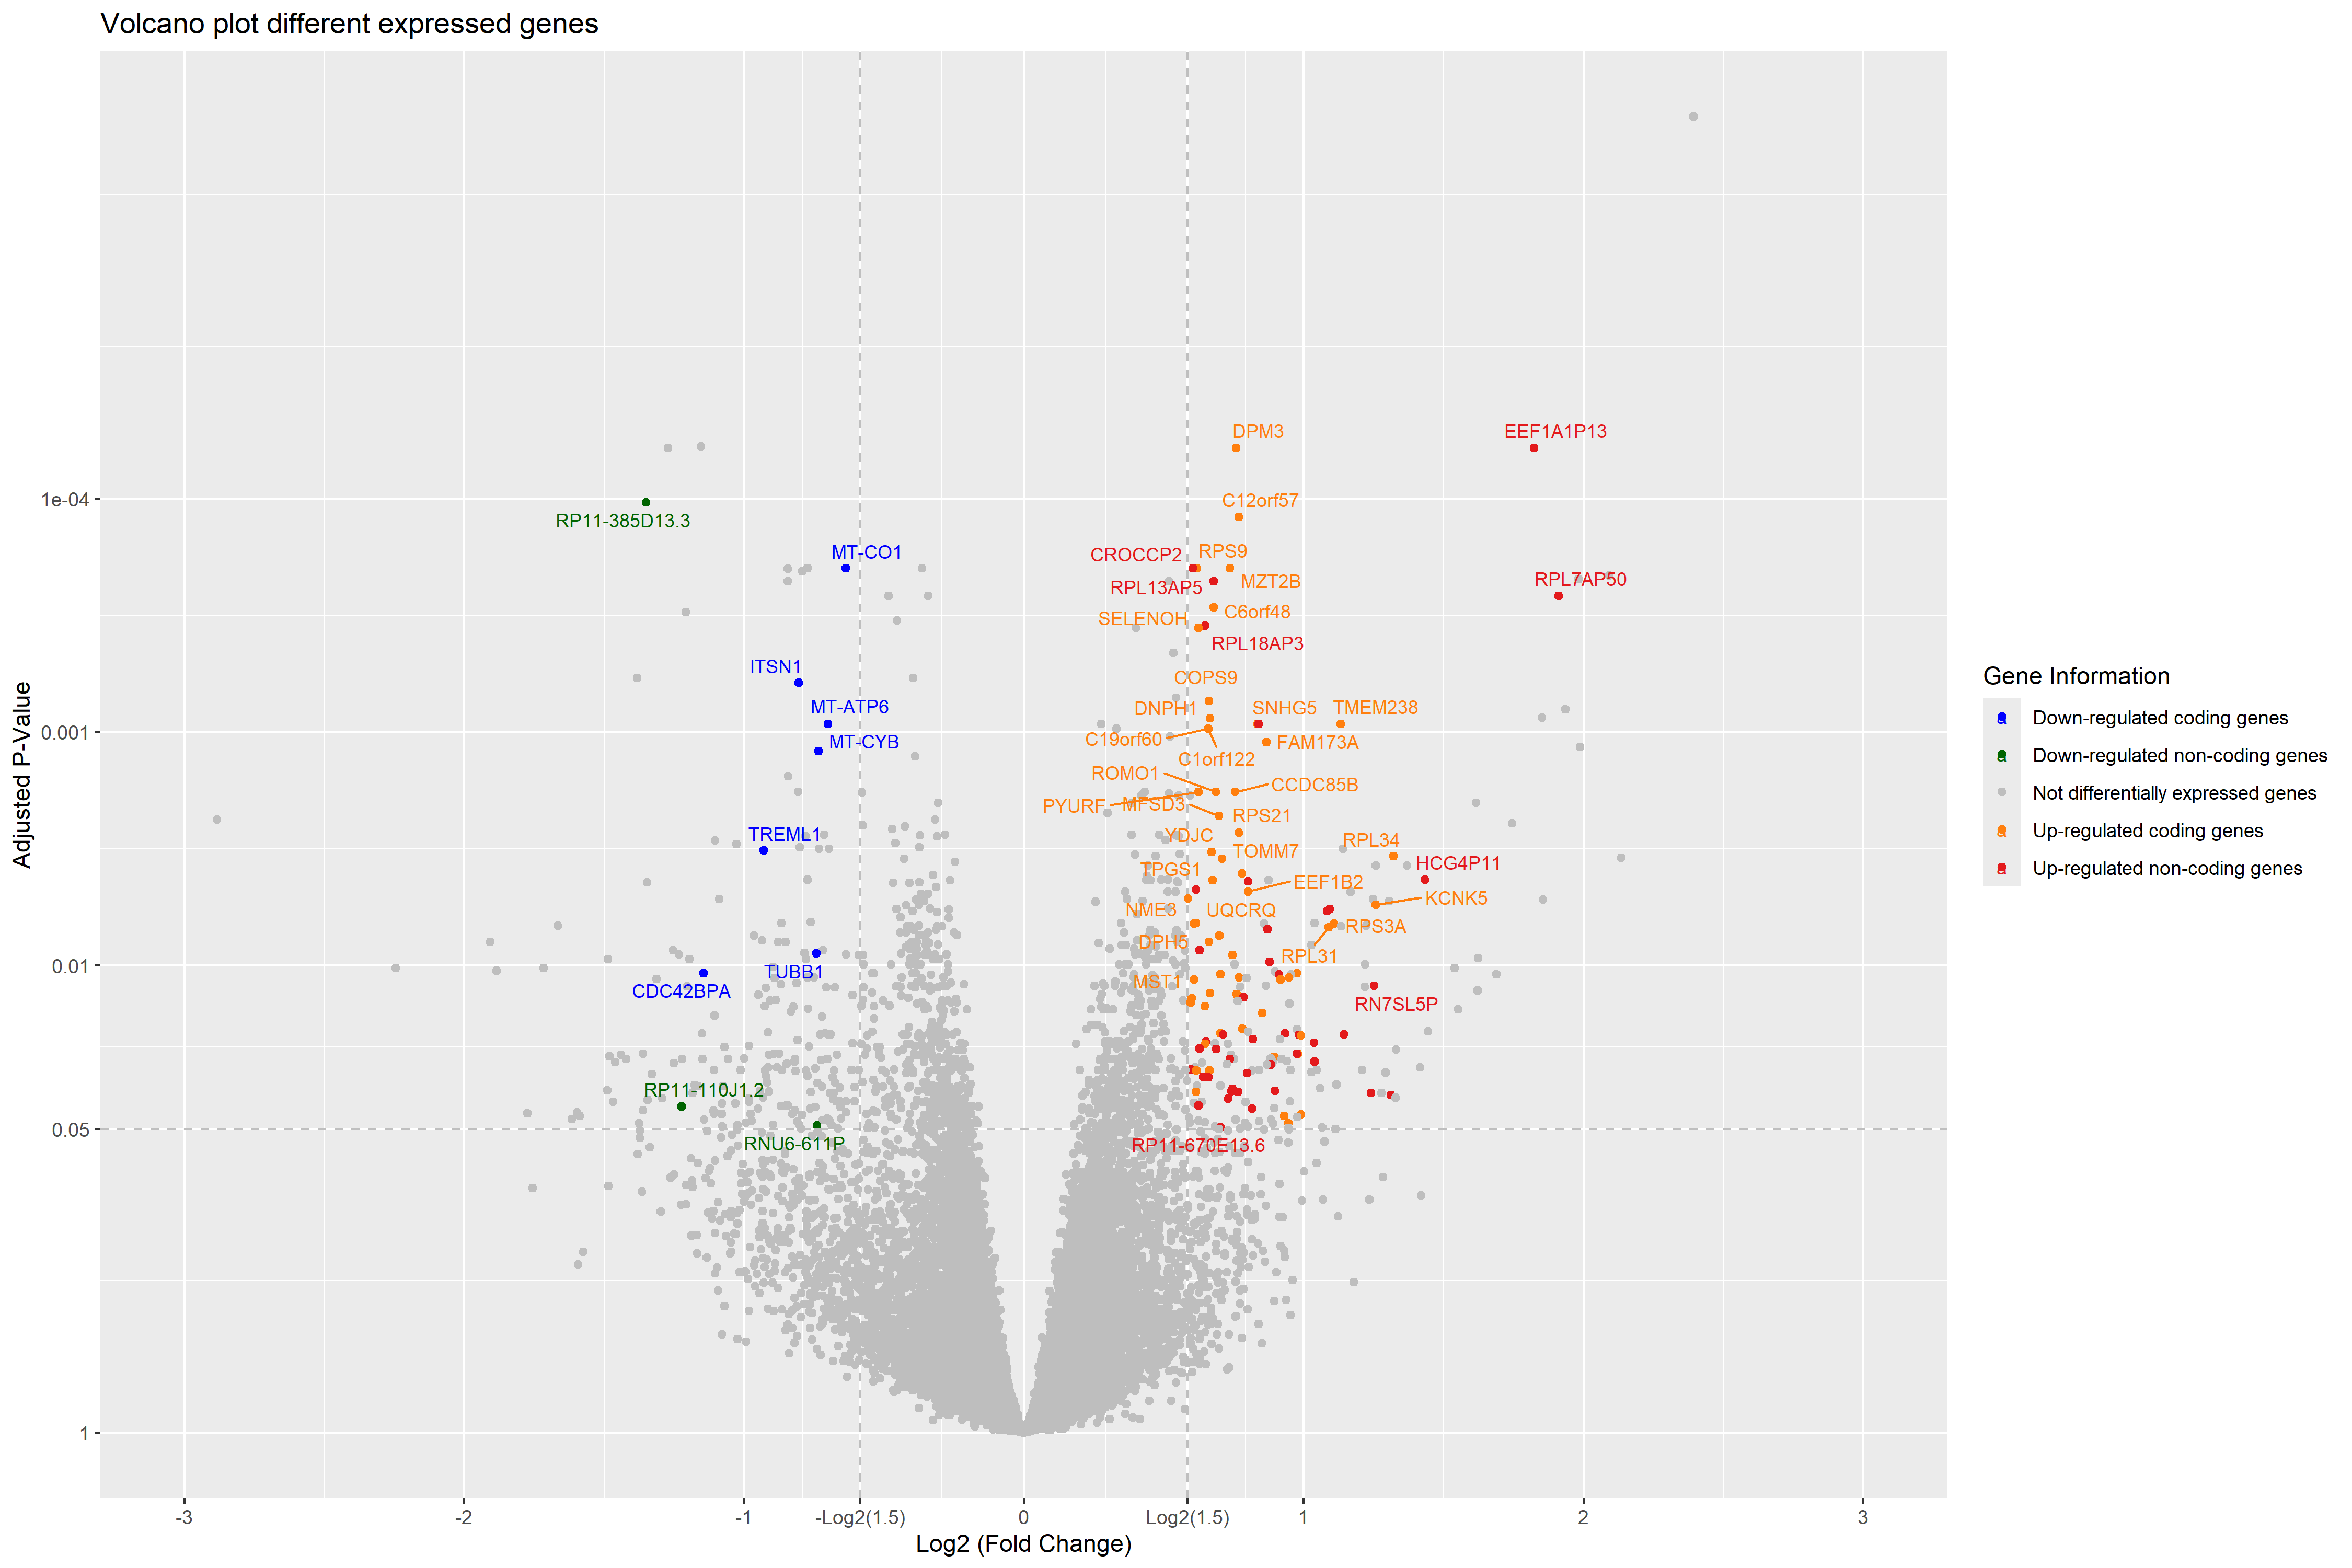 Volcano plot different expressed genes
Adjusted P-Value
1e-04
0.001
0.01
0.05
1
DPM3
EEF1A1P13
C12orf57
RP11-385D13.3
MT-CO1
CROCCP2
RPS9
RPL13AP5
MZT2B
RPL7AP50
SELENOH
C6orf48
RPL18AP3
ITSN1
COPS9
MT-ATP6
DNPH1
SNHG5
TMEM238
MT-CYB
C19orf60
FAM173A
C1orf122
ROMO1
CCDC85B
PYURF
MFSD3
RPS21
TREML1
YDJC
RPL34
TOMM7
TPGS1
HCG4P11
EEF1B2
KCNK5
NME3
UQCRQ
RPS3A
DPH5
RPL31
TUBB1
MST1
CDC42BPA
RN7SL5P
RP11-110J1.2
RNU6-611P
RP11-670E13.6
-3
-2
-1
-Log2(1.5)
0
Log2(1.5)
1
2
3
Log2 (Fold Change)
Gene Information
a Down-regulated coding genes
a Down-regulated non-coding genes
a Not differentially expressed genes
a Up-regulated coding genes
a Up-regulated non-coding genes